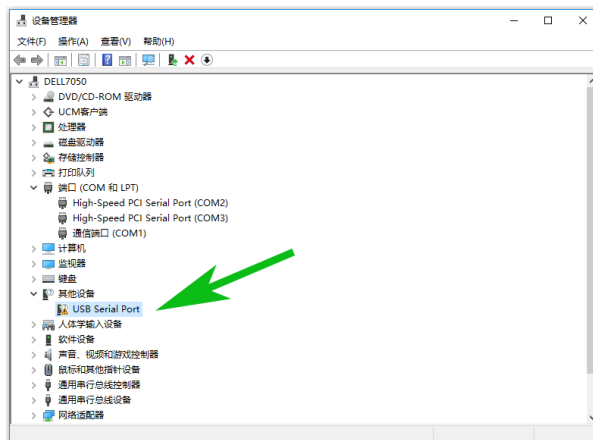 设备管理器
文件(F) 操作(A) 查看(V) 帮助(H)
DELL7050
DVD/CD-ROM 驱动器
UCM客户端
处理器
磁盘驱动器
存储控制器
打印队列
端口 (COM 和 LPT)
High-Speed PCI Serial Port (COM2)
High-Speed PCI Serial Port (COM3)
通信端口 (COM1)
计算机
监视器
键盘
其他设备
USB Serial Port
人体学输入设备
软件设备
声音、视频和游戏控制器
鼠标和其他指针设备
通用串行总线控制器
通用串行总线设备
网络适配器